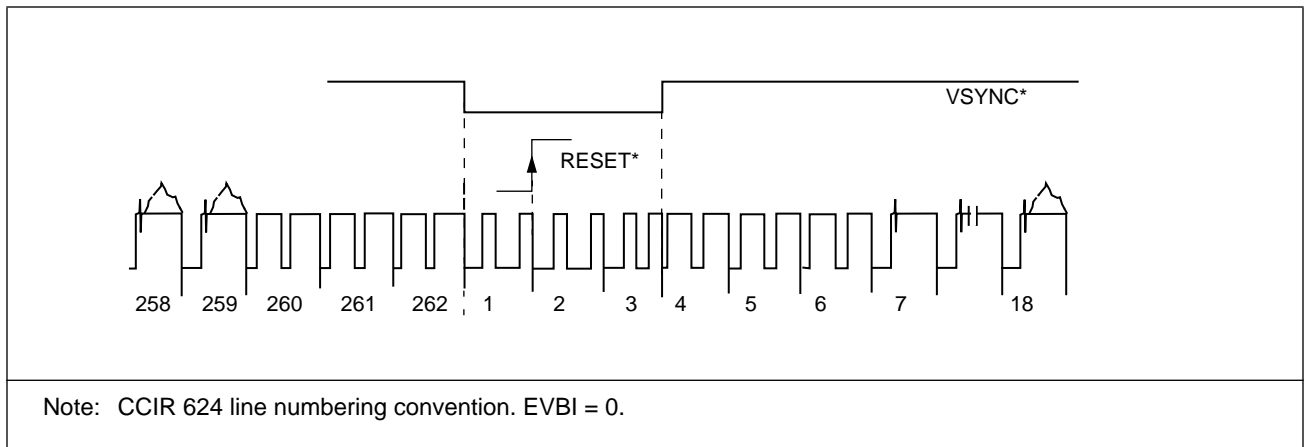 VSYNC*
RESET*
258 259 260 261 262 1 2 3 4 5 6 7 18
Note: CCIR 624 line numbering convention. EVBI = 0.